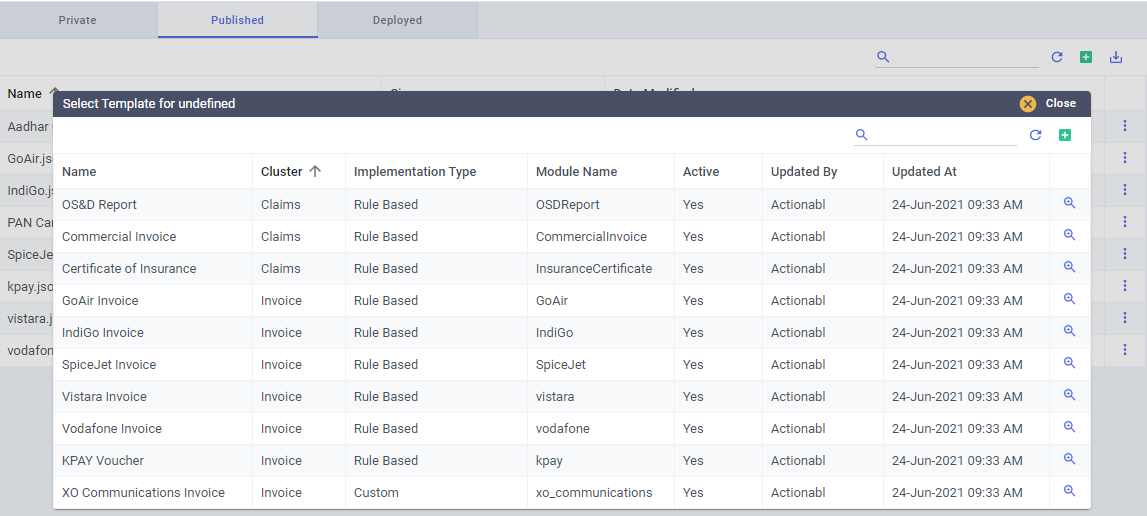 Private Published Deployed
Name
Select Template for undefined Close
Aadhar
GoAir.js
IndiGo.j
PAN Car
SpiceJe
kpay.jso
vistara.j
vodafon
Name Cluster Implementation Type Module Name Active Updated By Updated At
OS&D Report Claims Rule Based OSDReport Yes Actionabl 24-Jun-2021 09:33 AM
Commercial Invoice Claims Rule Based CommercialInvoice Yes Actionabl 24-Jun-2021 09:33 AM
Certificate of Insurance Claims Rule Based InsuranceCertificate Yes Actionabl 24-Jun-2021 09:33 AM
GoAir Invoice Invoice Rule Based GoAir Yes Actionabl 24-Jun-2021 09:33 AM
IndiGo Invoice Invoice Rule Based IndiGo Yes Actionabl 24-Jun-2021 09:33 AM
SpiceJet Invoice Invoice Rule Based SpiceJet Yes Actionabl 24-Jun-2021 09:33 AM
Vistara Invoice Invoice Rule Based vistara Yes Actionabl 24-Jun-2021 09:33 AM
Vodafone Invoice Invoice Rule Based vodafone Yes Actionabl 24-Jun-2021 09:33 AM
KPAY Voucher Invoice Rule Based kpay Yes Actionabl 24-Jun-2021 09:33 AM
XO Communications Invoice Invoice Custom xo_communications Yes Actionabl 24-Jun-2021 09:33 AM